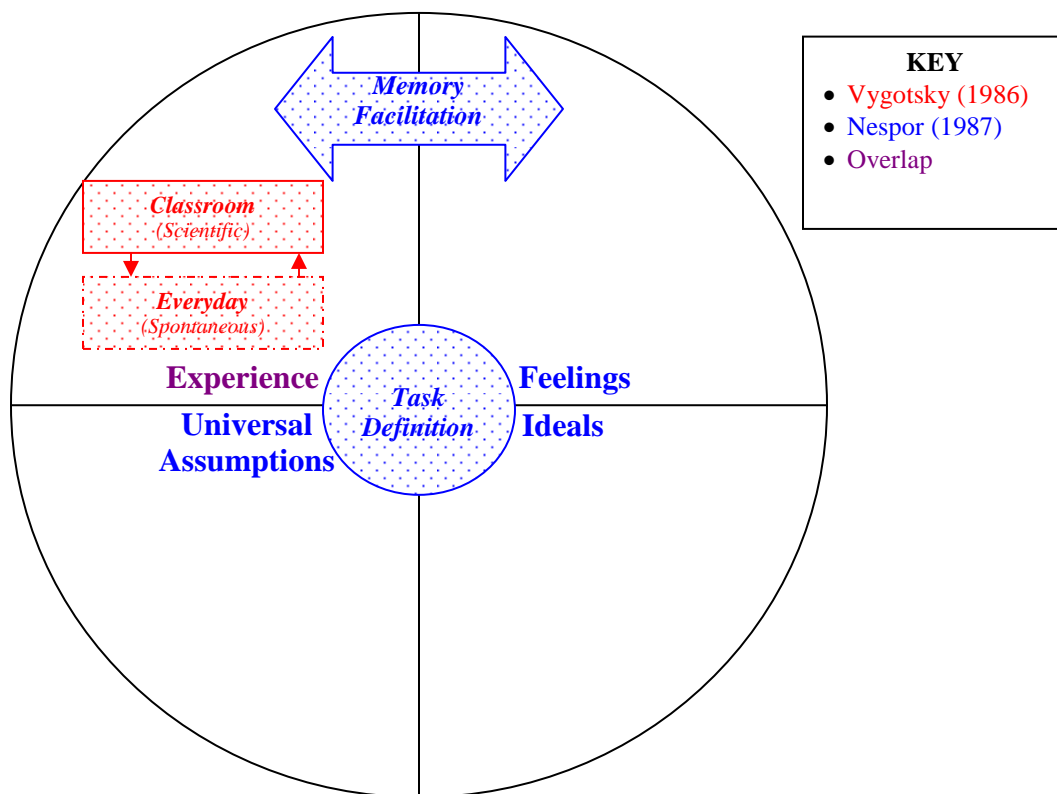 Memory
Facilitation
Classroom
(Scientific)
Everyday
(Spontaneous)
Experience
Feelings
Task
Definition
Universal
Assumptions
Ideals
KEY
• Vygotsky (1986)
• Nespor (1987)
• Overlap